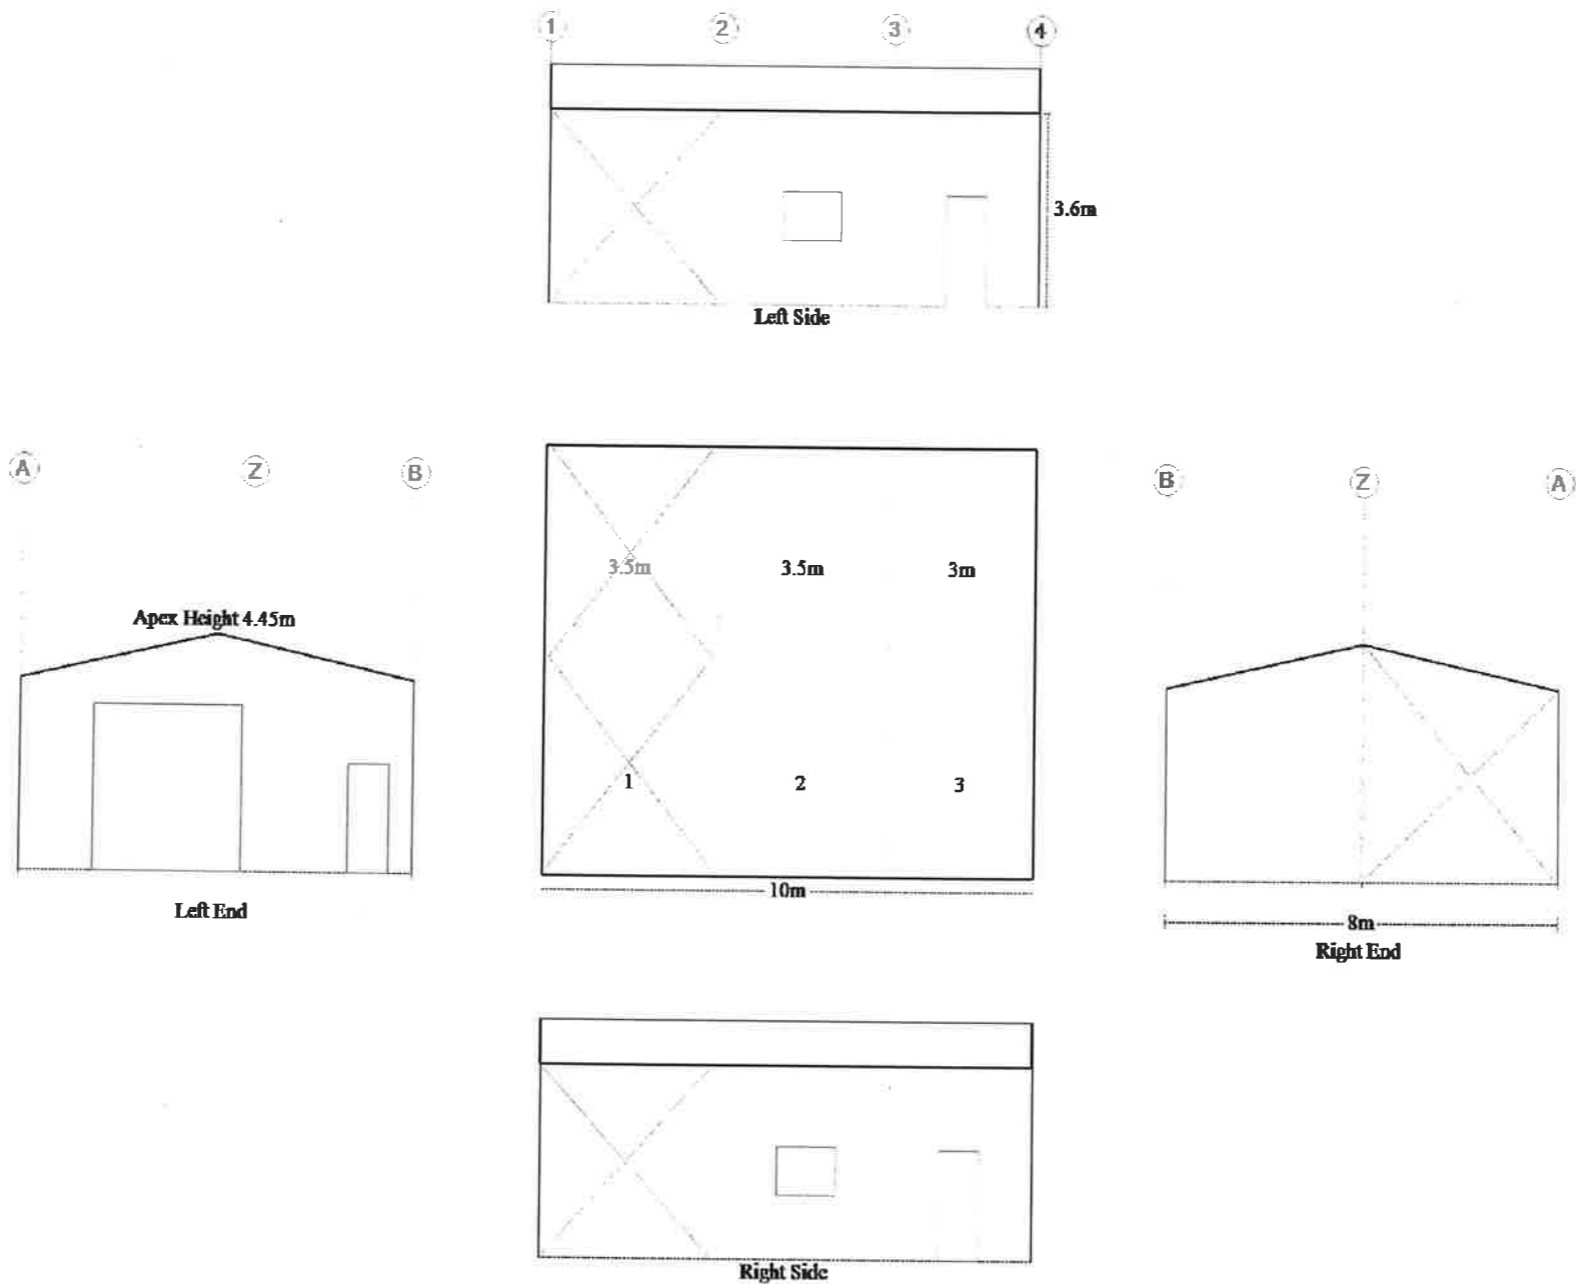 1 2 3 4
3.6m
Left Side
A Z B
B Z A
3.5m 3.5m 3m
Apex Height 4.45m
1 2 3
10m
Left End
8m
Right End
Right Side